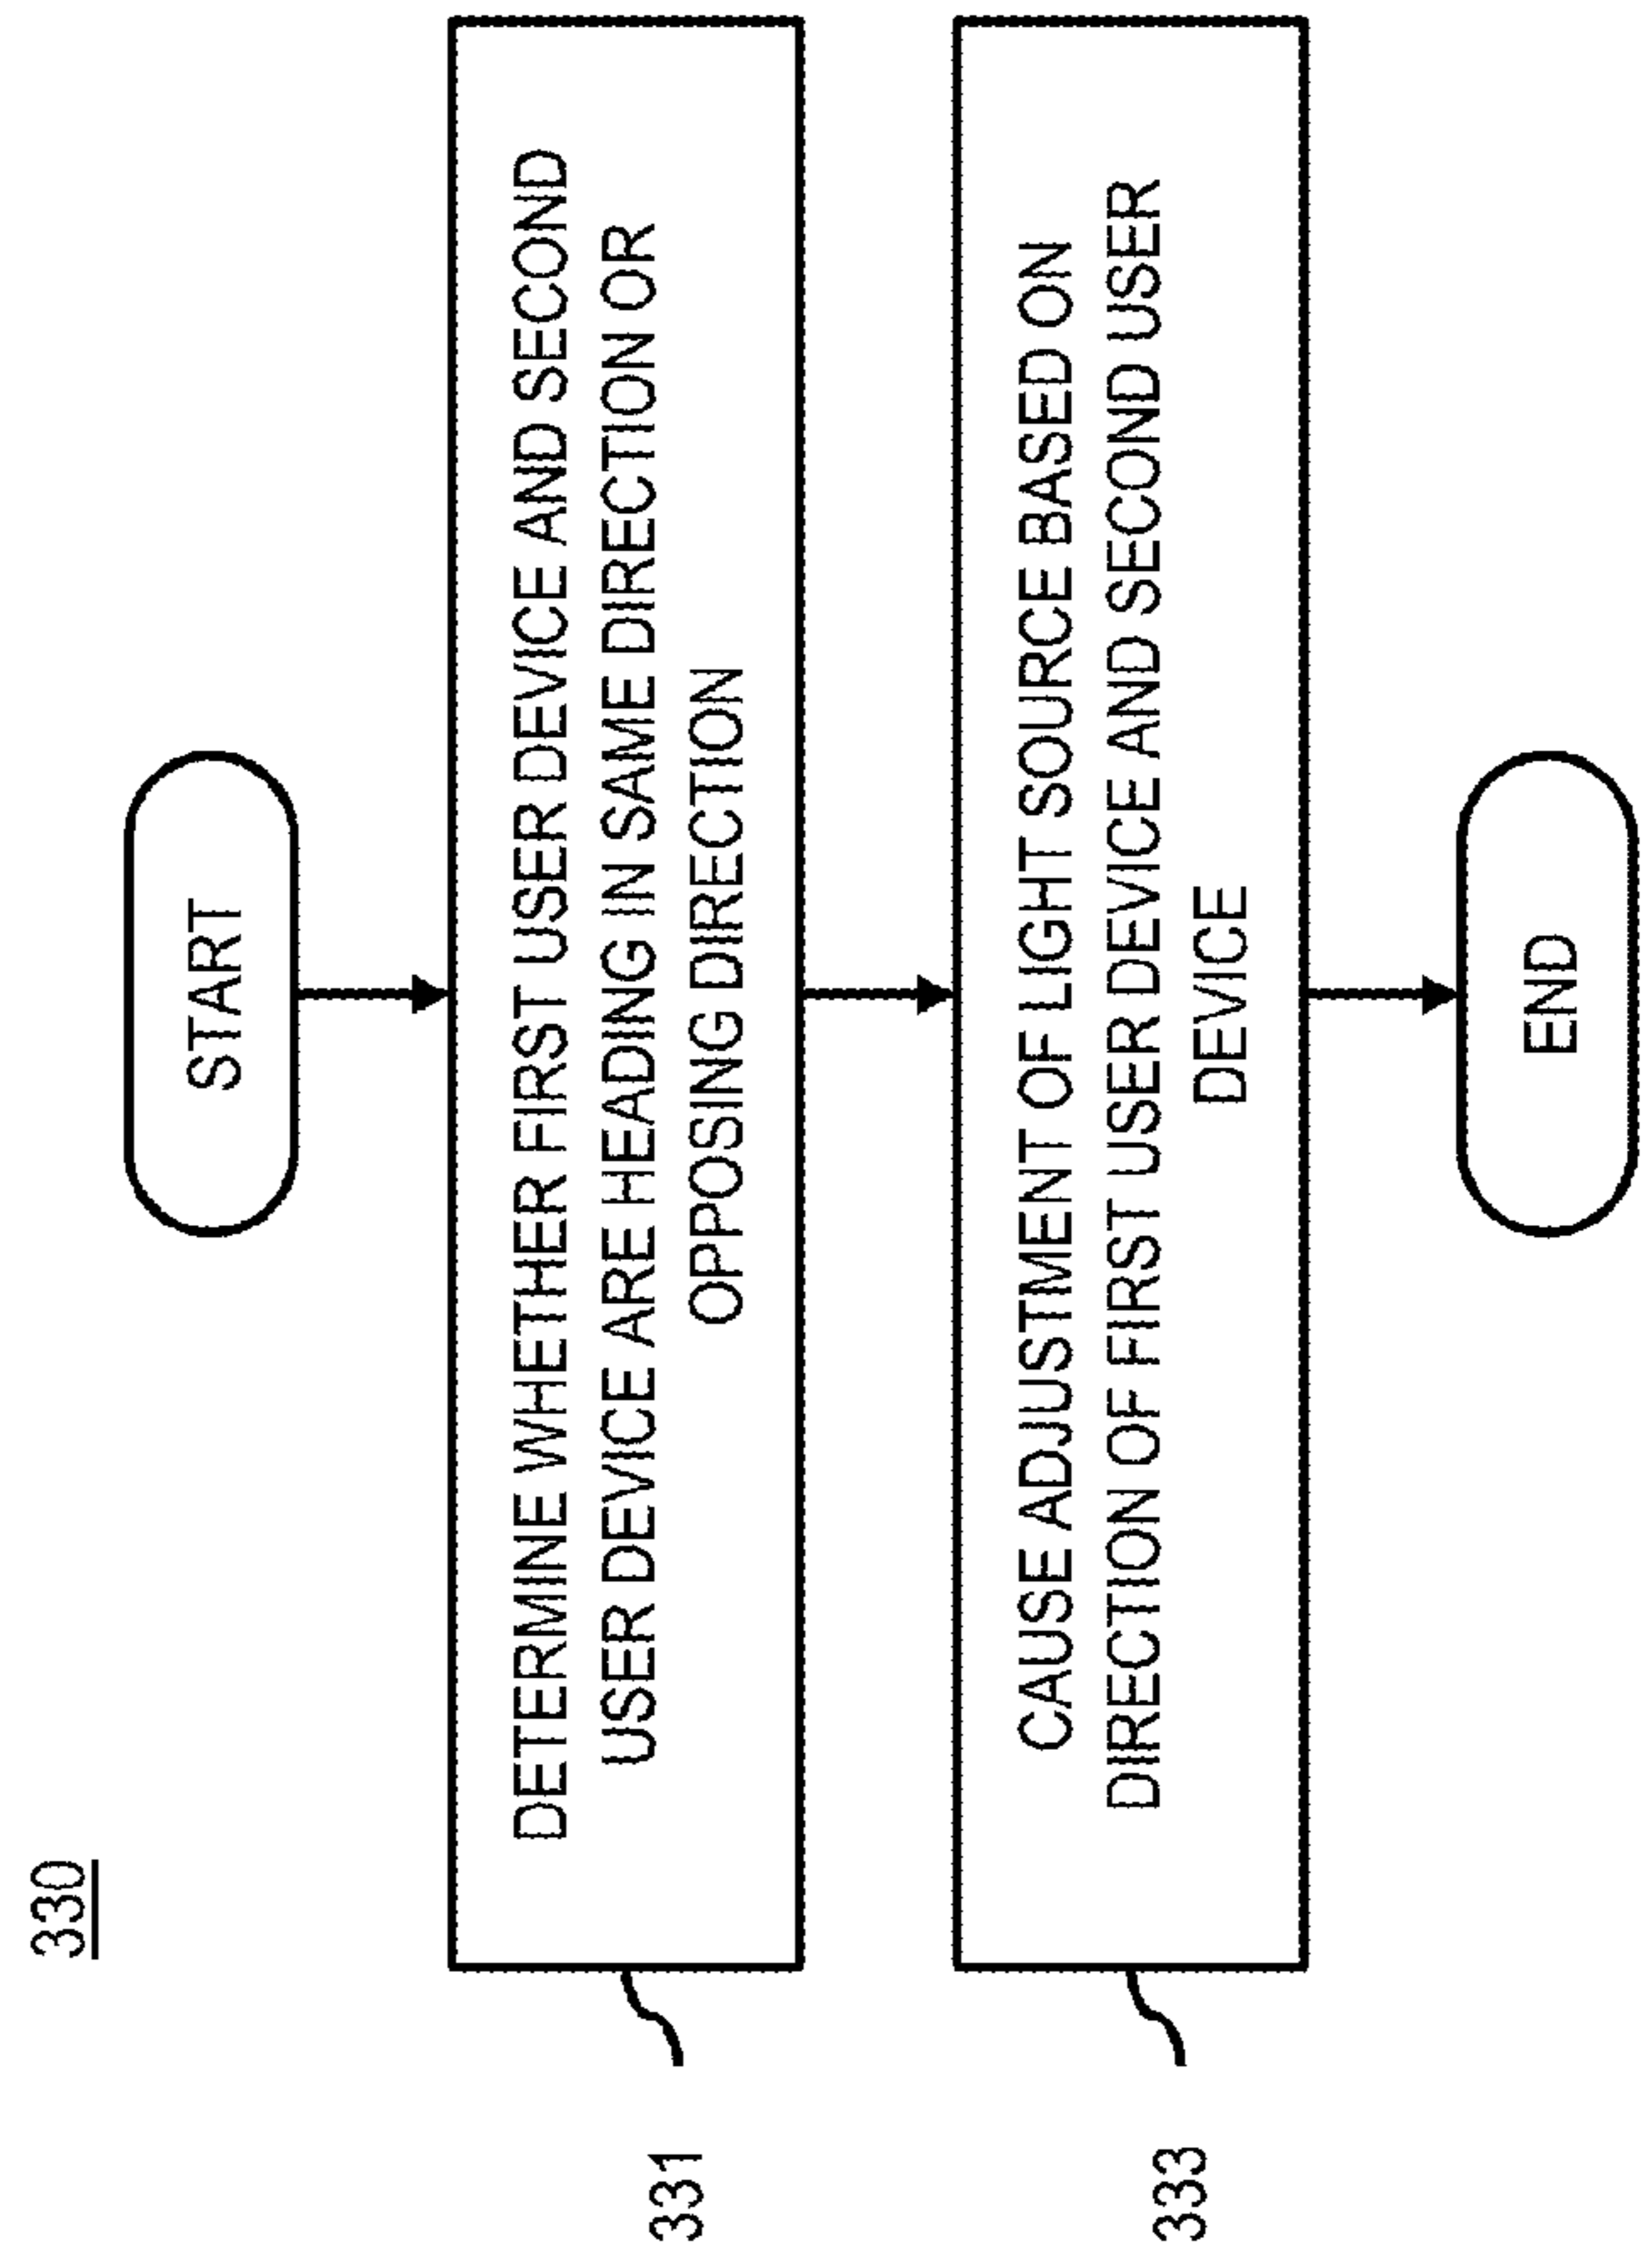 330
START
DETERMINE WHETHER FIRST USER DEVICE AND SECOND
USER DEVICE ARE HEADING IN SAME DIRECTION OR
OPPOSING DIRECTION
331
CAUSE ADJUSTMENT OF LIGHT SOURCE BASED ON
DIRECTION OF FIRST USER DEVICE AND SECOND USER
DEVICE
333
END